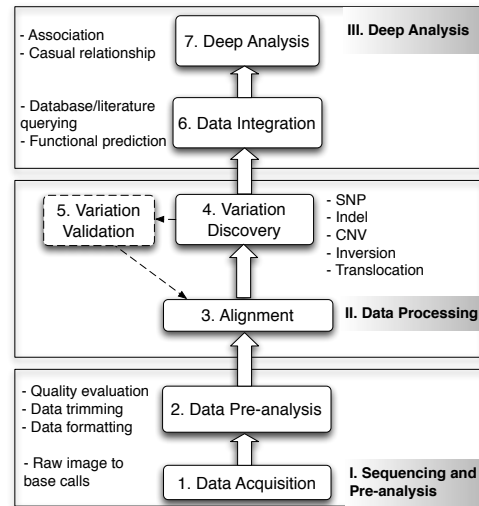 III. Deep Analysis
- Association
- Casual relationship
7. Deep Analysis
- Database/literature
querying
- Functional prediction
6. Data Integration
5. Variation
Validation
4. Variation
Discovery
- SNP
- Indel
- CNV
- Inversion
- Translocation
3. Alignment
II. Data Processing
- Quality evaluation
- Data trimming
- Data formatting
2. Data Pre-analysis
- Raw image to
base calls
1. Data Acquisition
I. Sequencing and
Pre-analysis